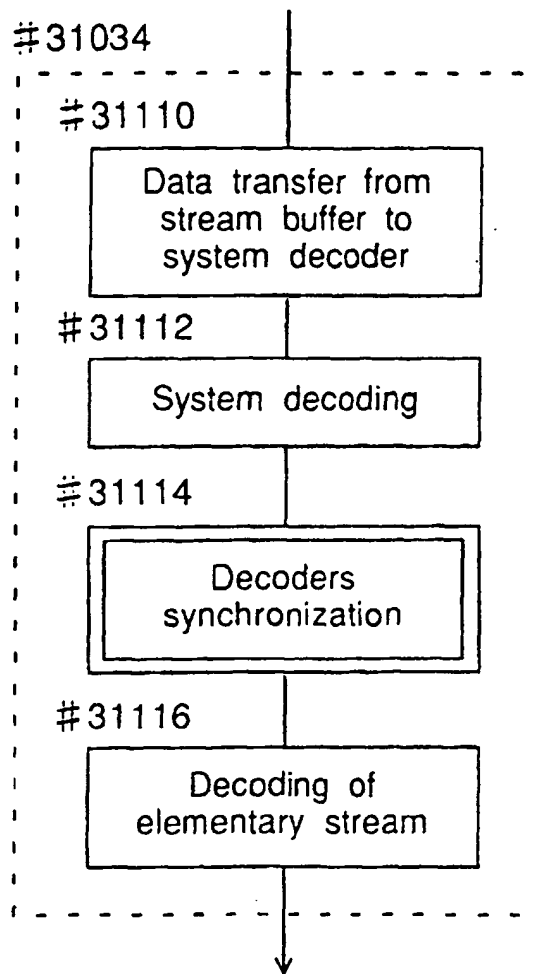 #31034
#31110
Data transfer from
stream buffer to
system decoder
#31112
System decoding
#31114
Decoders
synchronization
#31116
Decoding of
elementary stream